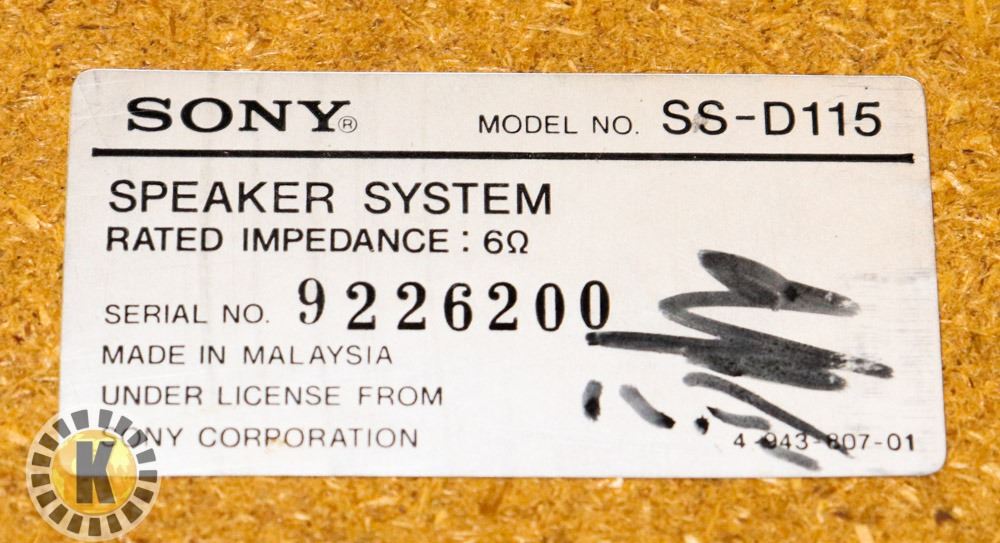 SONY® MODEL NO. SS-D115
SPEAKER SYSTEM
RATED IMPEDANCE : 6Ω
SERIAL NO. 9226200
MADE IN MALAYSIA
UNDER LICENSE FROM
SONY CORPORATION
4-943-807-01
K